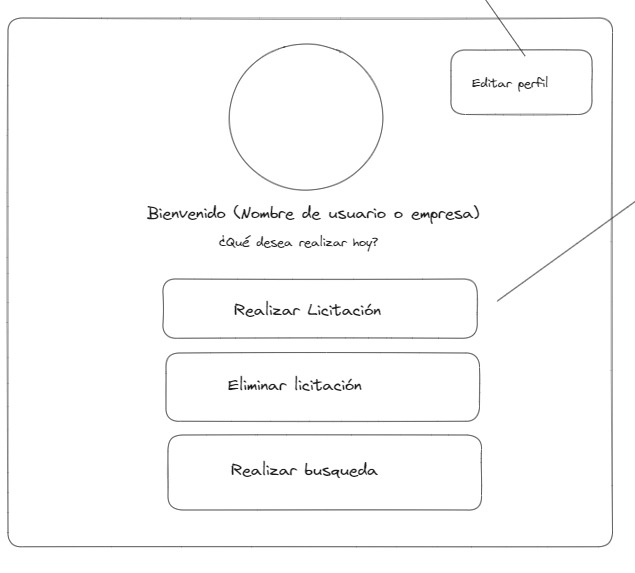 Editar perfil
Bienvenido (Nombre de usuario o empresa)
¿Qué desea realizar hoy?
Realizar Licitación
Eliminar licitación
Realizar busqueda